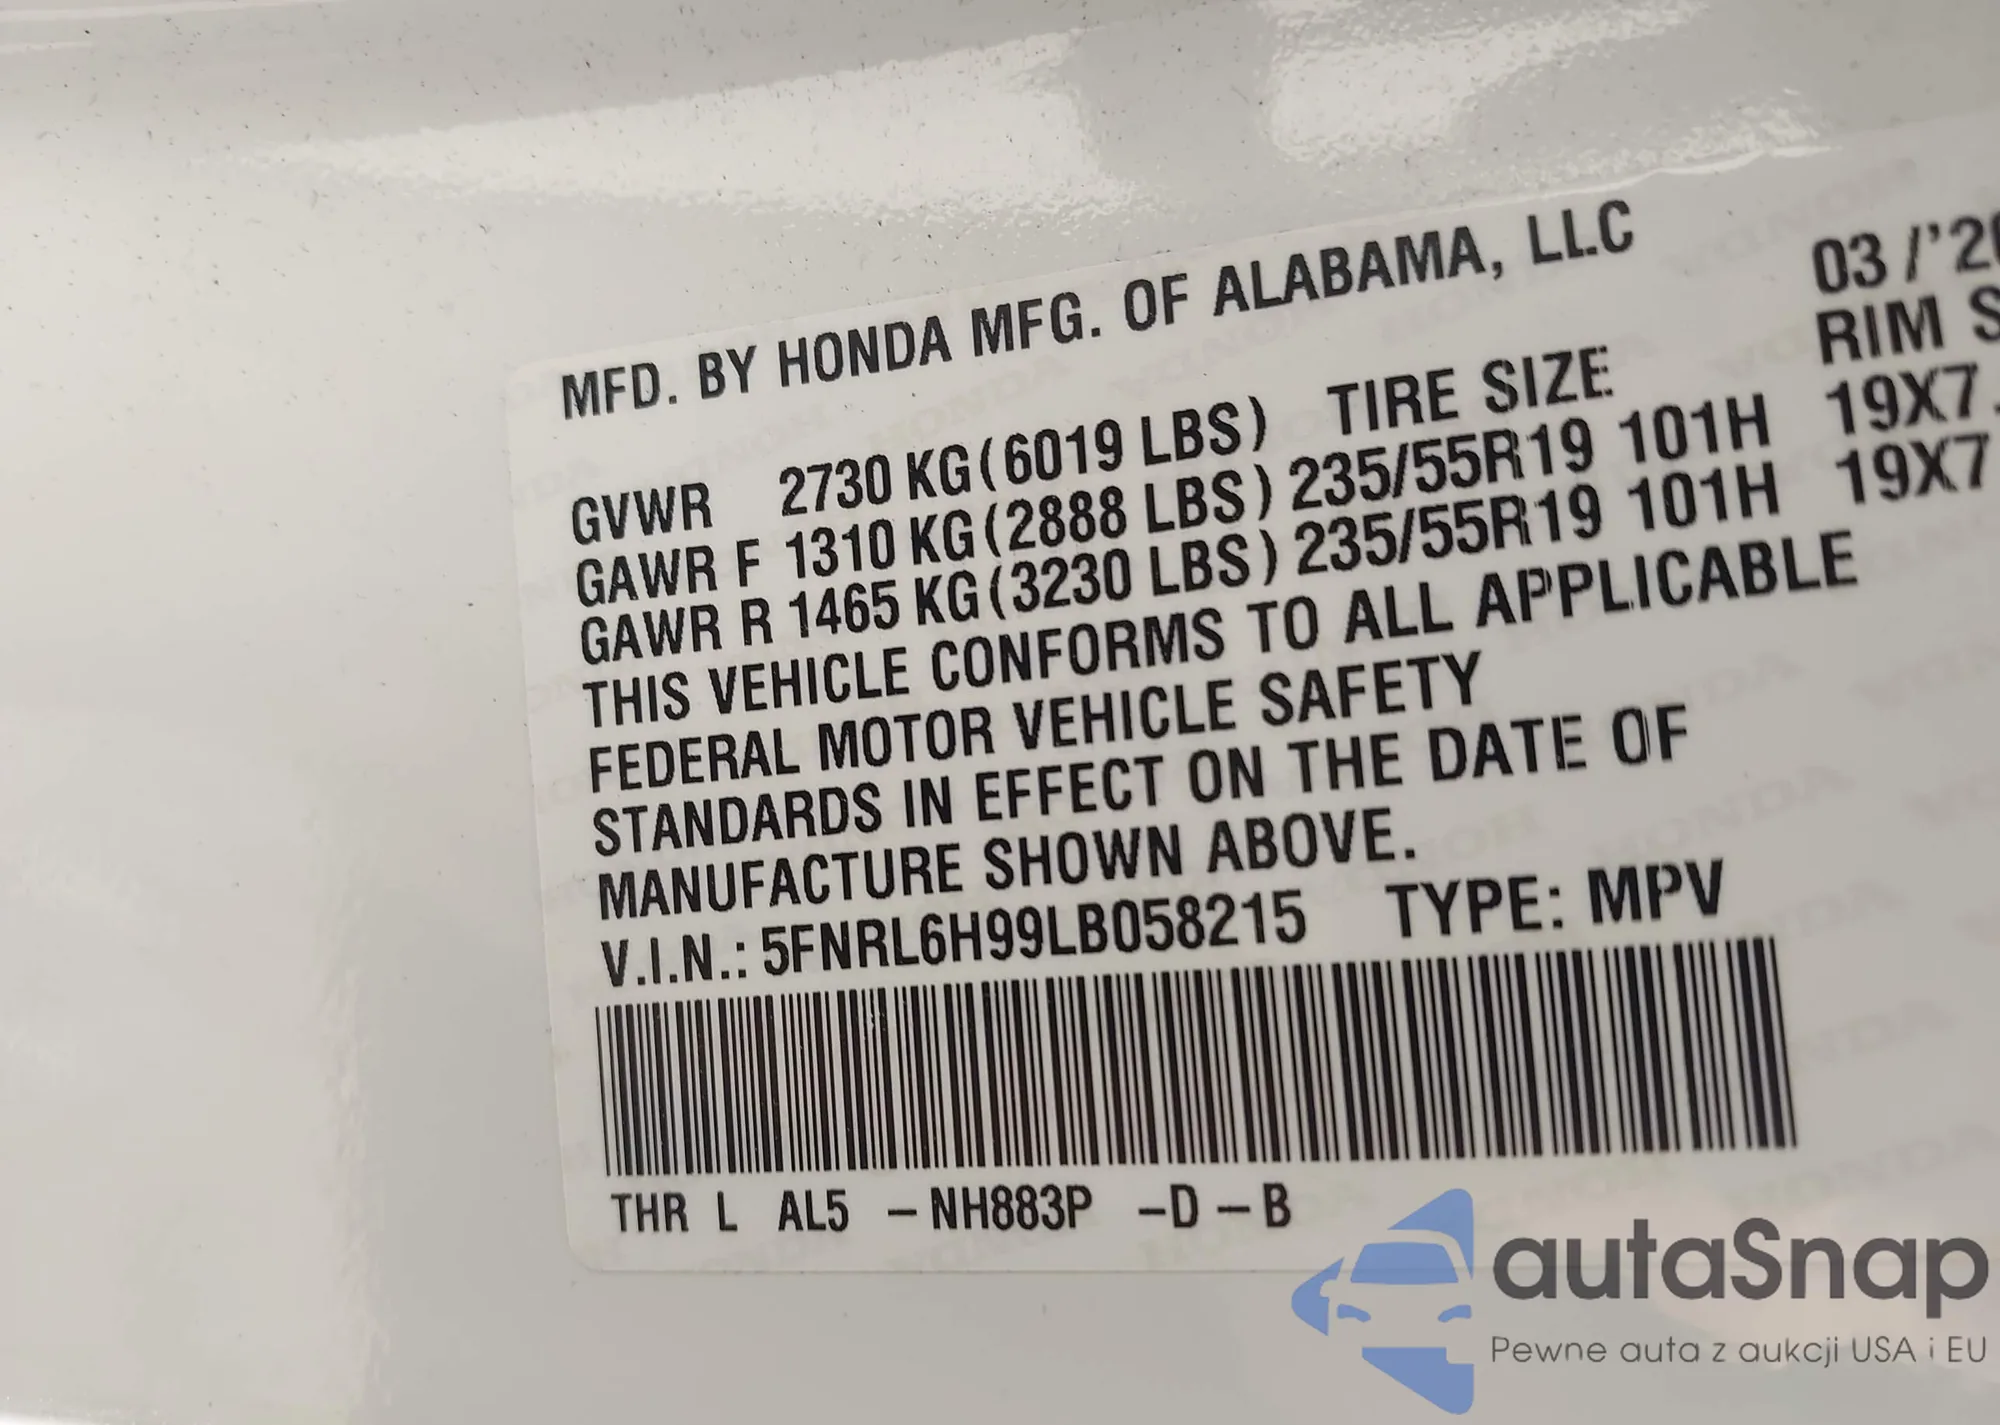 MFD. BY HONDA MFG. OF ALABAMA, LLC 03/'20
RIM S
GVWR 2730 KG(6019 LBS) TIRE SIZE
GAWR F 1310 KG(2888 LBS) 235/55R19 101H 19X7.
GAWR R 1465 KG(3230 LBS) 235/55R19 101H 19X7
THIS VEHICLE CONFORMS TO ALL APPLICABLE
FEDERAL MOTOR VEHICLE SAFETY
STANDARDS IN EFFECT ON THE DATE OF
MANUFACTURE SHOWN ABOVE.
V.I.N.: 5FNRL6H99LB058215 TYPE: MPV
THR L AL5 –NH883P –D–B
autaSnap
Pewne auta z aukcji USA i EU